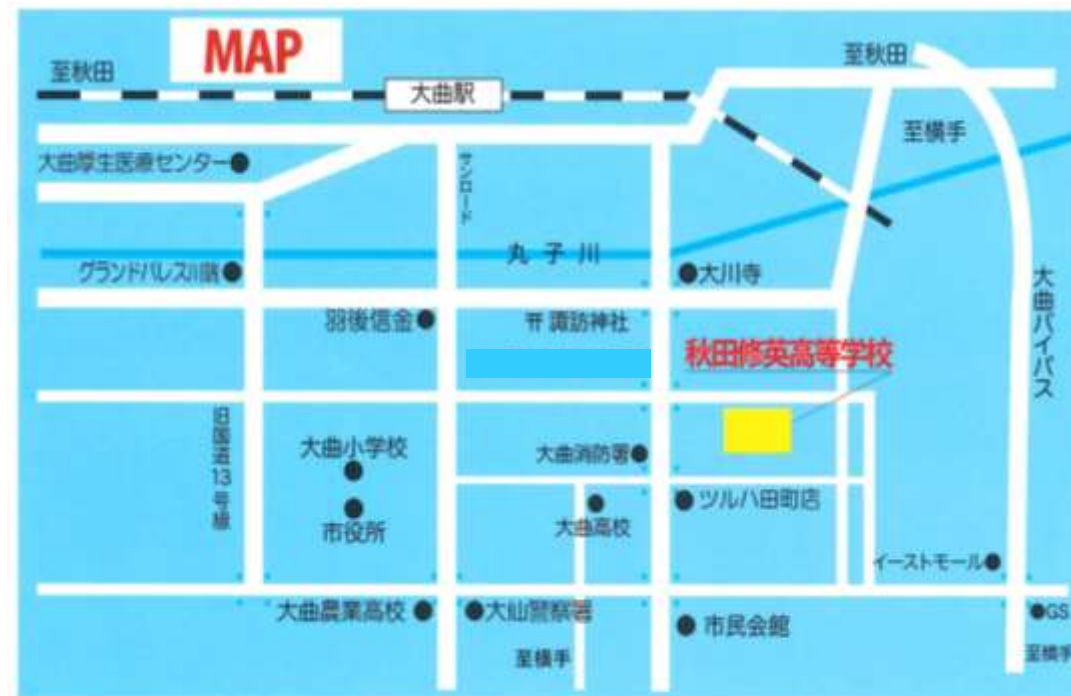 MAP
至秋田
至秋田
大曲駅
至横手
大曲厚生医療センター
サンロード
丸子川
グランドパレス川端
大川寺
大曲バイパス
羽後信金
〒諏訪神社
秋田修英高等学校
旧国道13号線
大曲小学校
大曲消防署
市役所
大曲高校
ツルハ田町店
イーストモール
大曲農業高校
大仙警察署
市民会館
GS
至横手
至横手